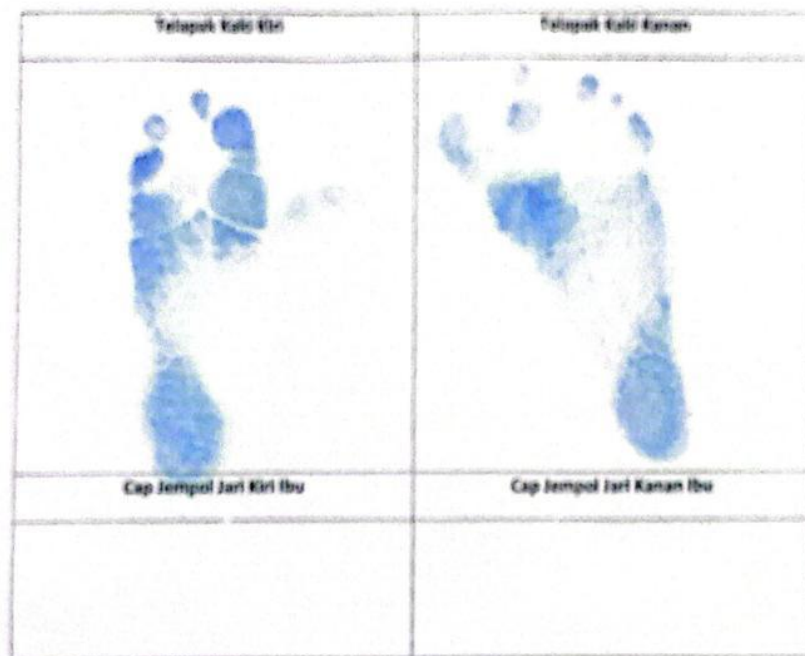 Telapak Kaki Kiri
Telapak Kaki Kanan
Cap Jempol Jari Kiri Ibu
Cap Jempol Jari Kanan Ibu